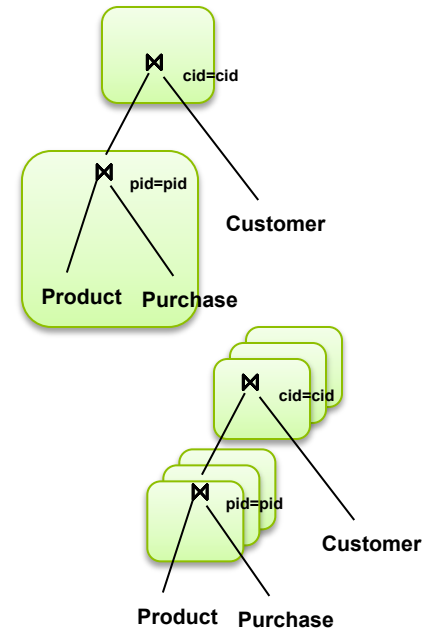 ⋈ cid=cid
⋈ pid=pid
Customer
Product Purchase
⋈ cid=cid
⋈ pid=pid
Customer
Product Purchase